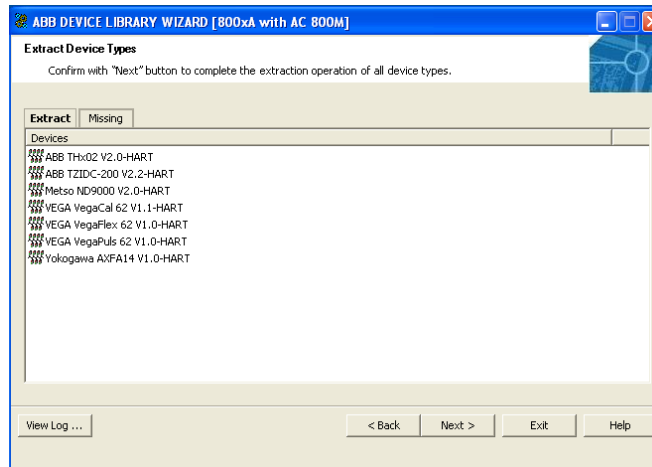 ABB DEVICE LIBRARY WIZARD [800xA with AC 800M]
Extract Device Types
Confirm with "Next" button to complete the extraction operation of all device types.
Extract Missing
Devices
ABB THx02 V2.0-HART
ABB TZIDC-200 V2.2-HART
Metso ND9000 V2.0-HART
VEGA VegaCal 62 V1.1-HART
VEGA VegaFlex 62 V1.0-HART
VEGA VegaPuls 62 V1.0-HART
Yokogawa AXFA14 V1.0-HART
View Log ... < Back Next > Exit Help